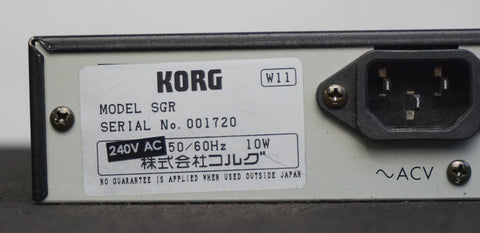 KORG
W11
MODEL SGR
SERIAL No. 001720
240V AC 50/60Hz 10W
株式会社コルグ
NO GUARANTEE IS APPLIED WHEN USED OUTSIDE JAPAN
~ACV